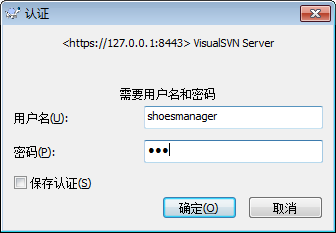 认证
<https://127.0.0.1:8443> VisualSVN Server
需要用户名和密码
用户名(U): shoesmanager
密码(P): •••
保存认证(S)
确定(O) 取消